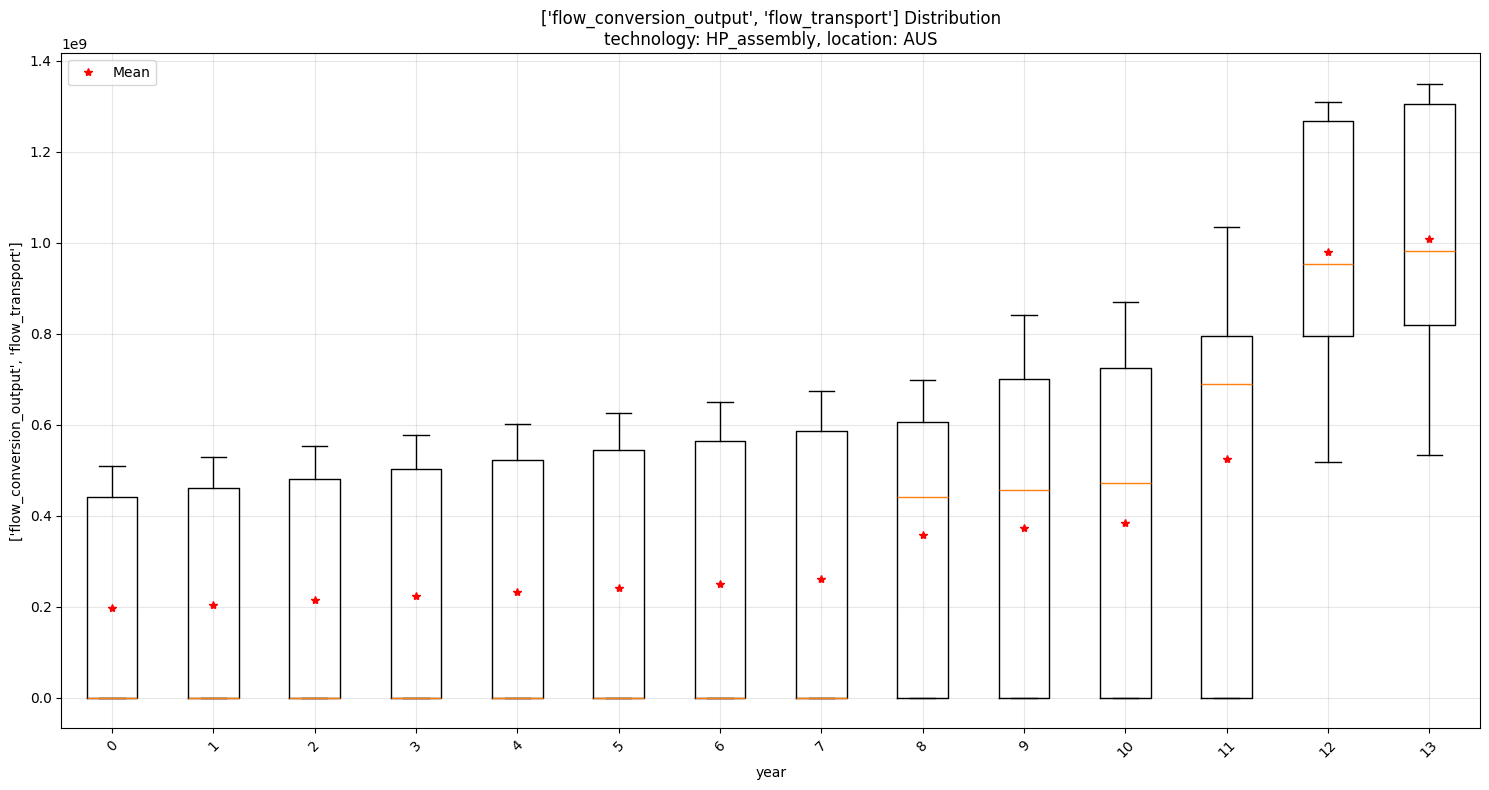 ['flow_conversion_output', 'flow_transport'] Distribution
technology: HP_assembly, location: AUS
1e9
Mean
1.4
1.2
1.0
0.8
0.6
0.4
0.2
0.0
['flow_conversion_output', 'flow_transport']
0 1 2 3 4 5 6 7 8 9 10 11 12 13
year